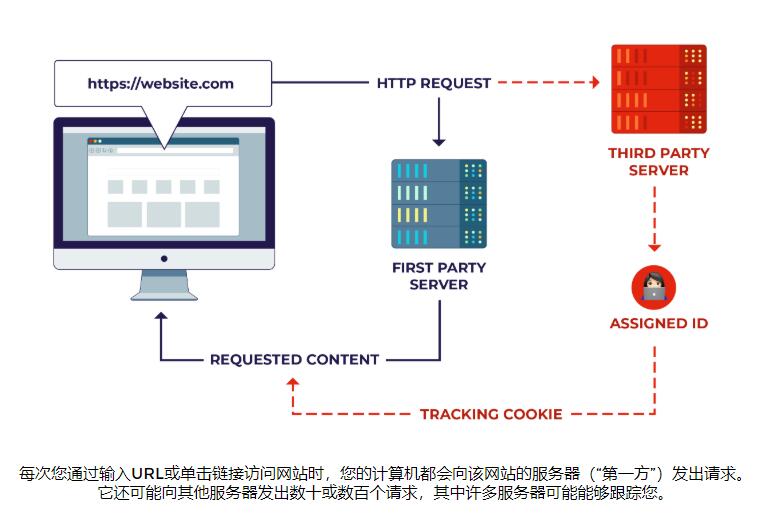 https://website.com
HTTP REQUEST
THIRD PARTY
SERVER
FIRST PARTY
SERVER
ASSIGNED ID
REQUESTED CONTENT
TRACKING COOKIE
每次您通过输入URL或单击链接访问网站时，您的计算机都会向该网站的服务器（“第一方”）发出请求。
它还可能向其他服务器发出数十或数百个请求，其中许多服务器可能能够跟踪您。